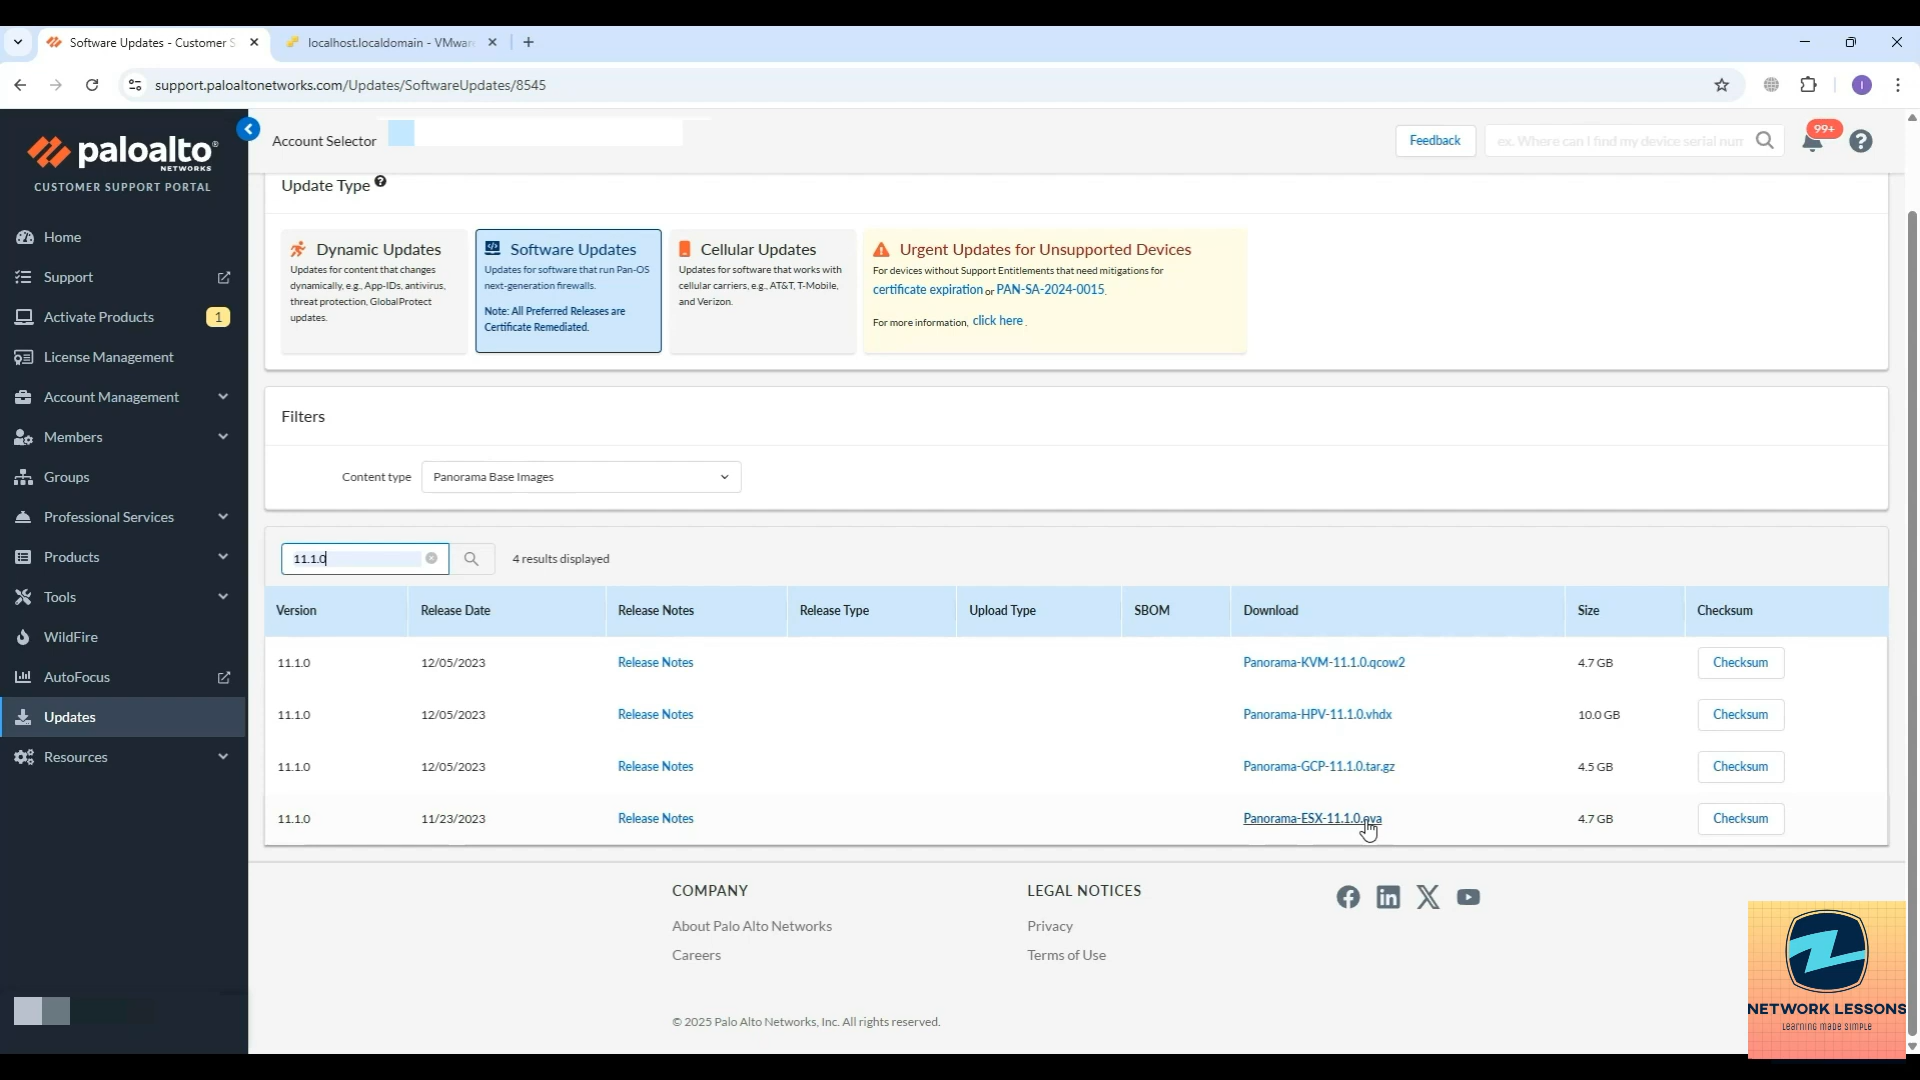 Software Updates - Customer S
localhost.localdomain - VMwar
support.paloaltonetworks.com/Updates/SoftwareUpdates/8545
I
paloalto®
NETWORKS
CUSTOMER SUPPORT PORTAL
Home
Support
Activate Products 1
License Management
Account Management
Members
Groups
Professional Services
Products
Tools
WildFire
AutoFocus
Updates
Resources
Account Selector
Feedback
ex. Where can I find my device serial num
99+
Update Type
Dynamic Updates
Updates for content that changes
dynamically, e.g., App-IDs, antivirus,
threat protection, GlobalProtect
updates.
Software Updates
Updates for software that run Pan-OS
next-generation firewalls.
Note: All Preferred Releases are
Certificate Remediated.
Cellular Updates
Updates for software that works with
cellular carriers, e.g., AT&T, T-Mobile,
and Verizon.
Urgent Updates for Unsupported Devices
For devices without Support Entitlements that need mitigations for
certificate expiration or PAN-SA-2024-0015.
For more information, click here .
Filters
Content type Panorama Base Images
11.1.0 4 results displayed
Version Release Date Release Notes Release Type Upload Type SBOM Download Size Checksum
11.1.0 12/05/2023 Release Notes Panorama-KVM-11.1.0.qcow2 4.7 GB Checksum
11.1.0 12/05/2023 Release Notes Panorama-HPV-11.1.0.vhdx 10.0 GB Checksum
11.1.0 12/05/2023 Release Notes Panorama-GCP-11.1.0.tar.gz 4.5 GB Checksum
11.1.0 11/23/2023 Release Notes Panorama-ESX-11.1.0.ova 4.7 GB Checksum
COMPANY
About Palo Alto Networks
Careers
LEGAL NOTICES
Privacy
Terms of Use
© 2025 Palo Alto Networks, Inc. All rights reserved.
NETWORK LESSONS
Learning made simple